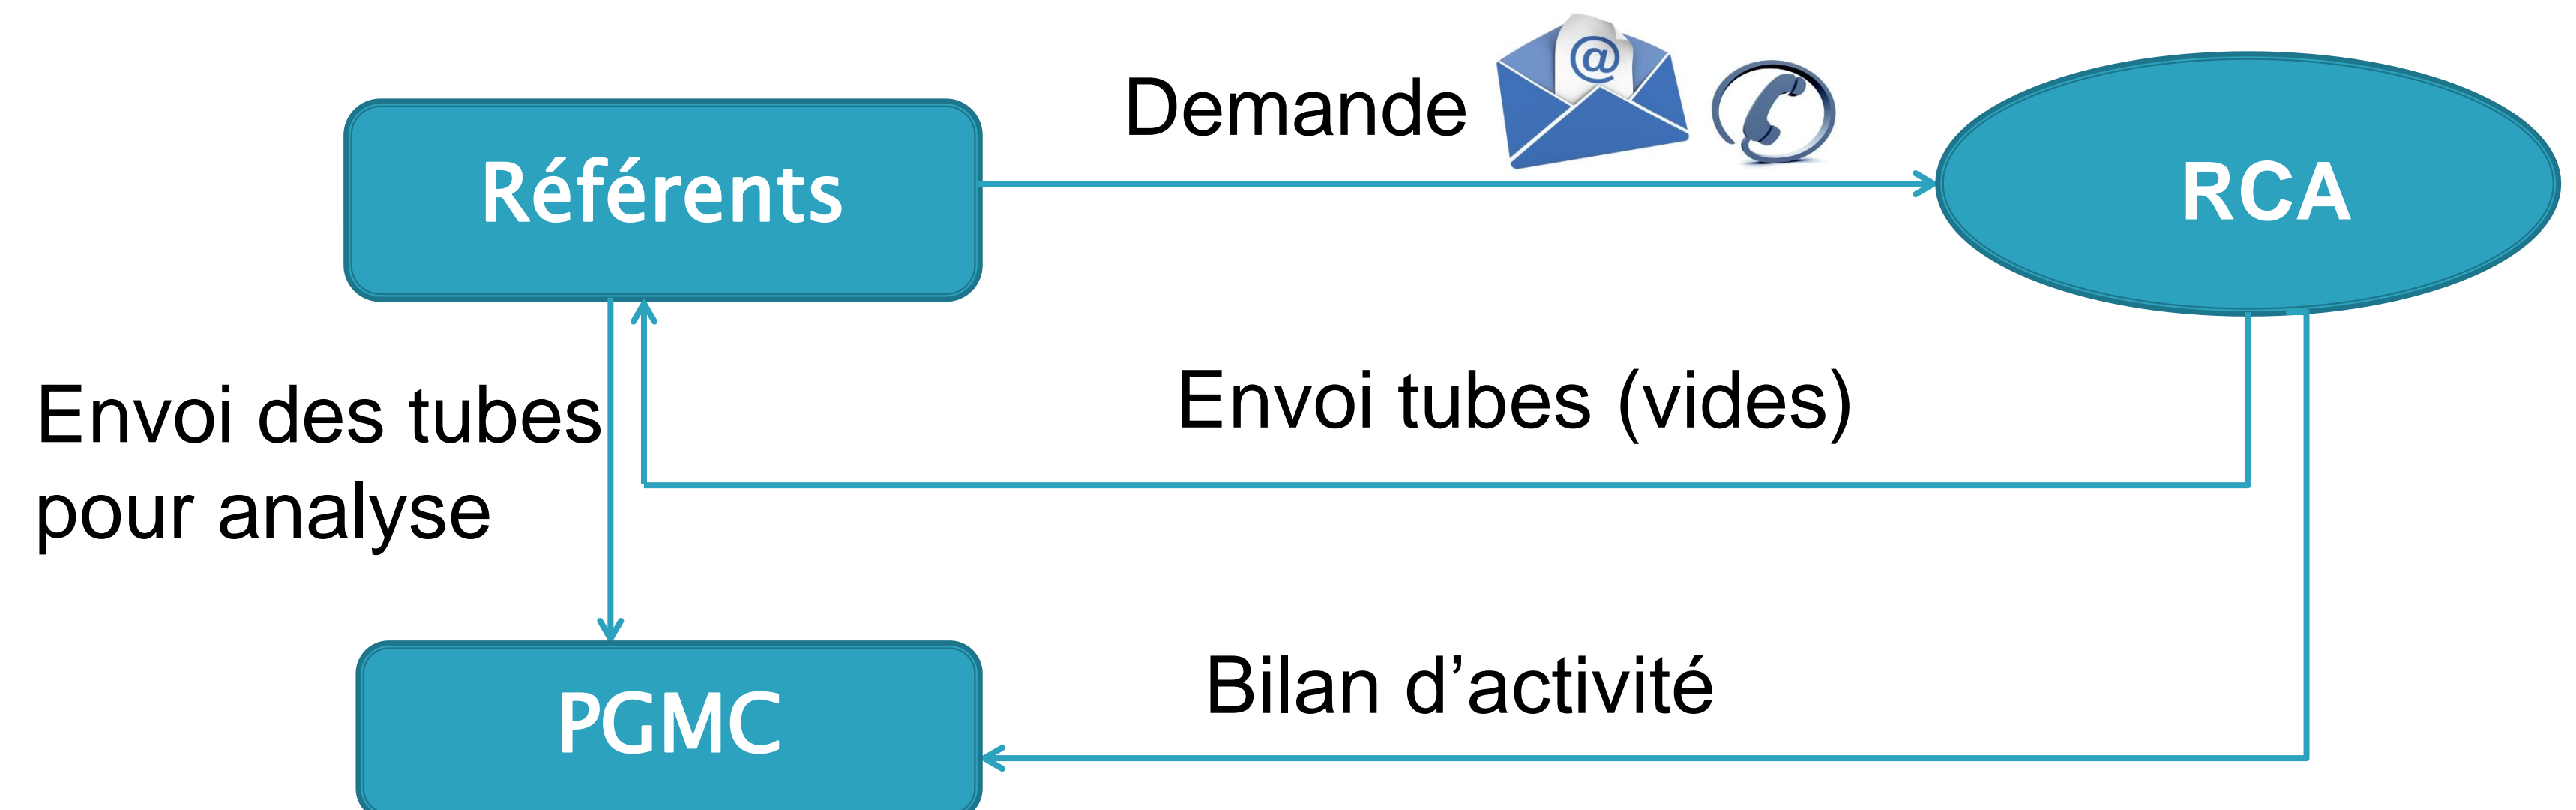 Demande @
Référents
RCA
Envoi des tubes
pour analyse
Envoi tubes (vides)
Bilan d’activité
PGMC